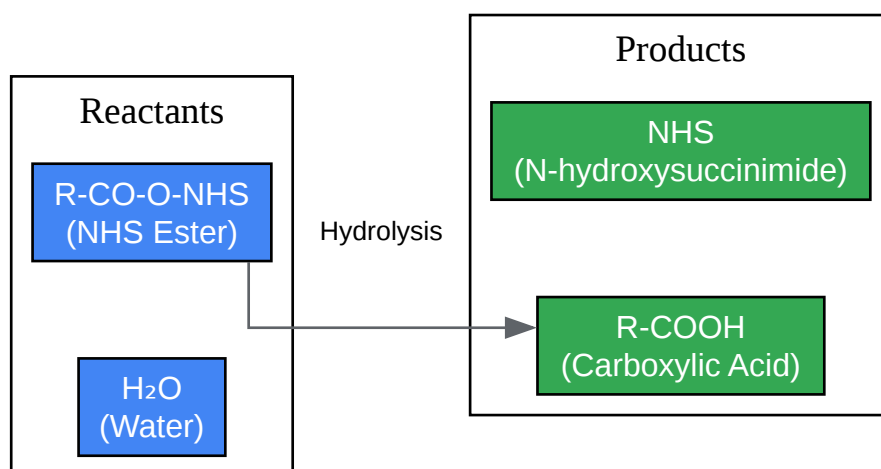 Reactants
R-CO-O-NHS
(NHS Ester)
H₂O
(Water)
Hydrolysis
Products
NHS
(N-hydroxysuccinimide)
R-COOH
(Carboxylic Acid)